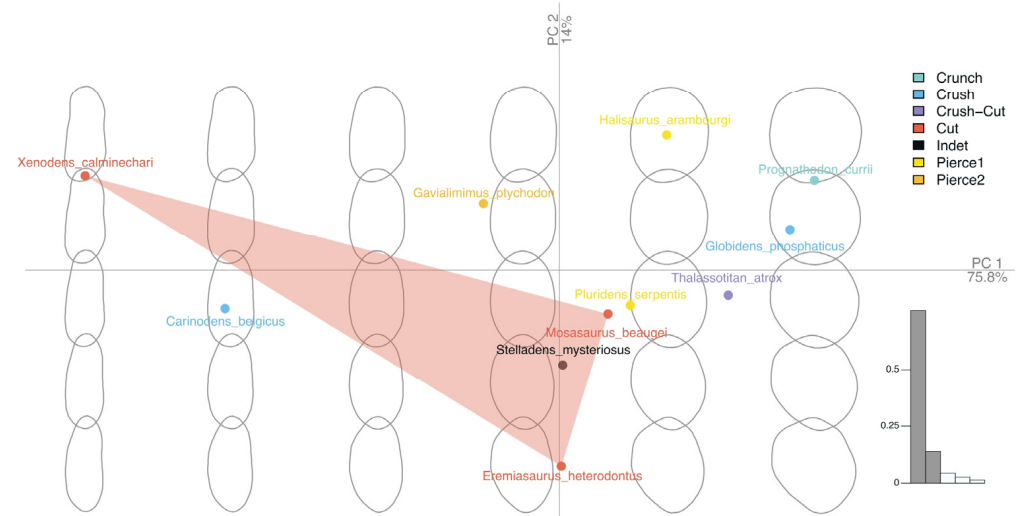 PC 2
14%
Halisaurus_arambourgi
Xenodens_calminechari
Prognathodon_currii
Gavialimimus_ptychodon
Globidens_phosphaticus
PC 1
75.8%
Thalassotitan_atrox
Pluridens_serpentis
Carinodens_belgicus
Mosasaurus_beaugei
Stelladens_mysteriosus
Eremiasaurus_heterodontus
Crunch
Crush
Crush-Cut
Cut
Indet
Pierce1
Pierce2
0.5
0.25
0